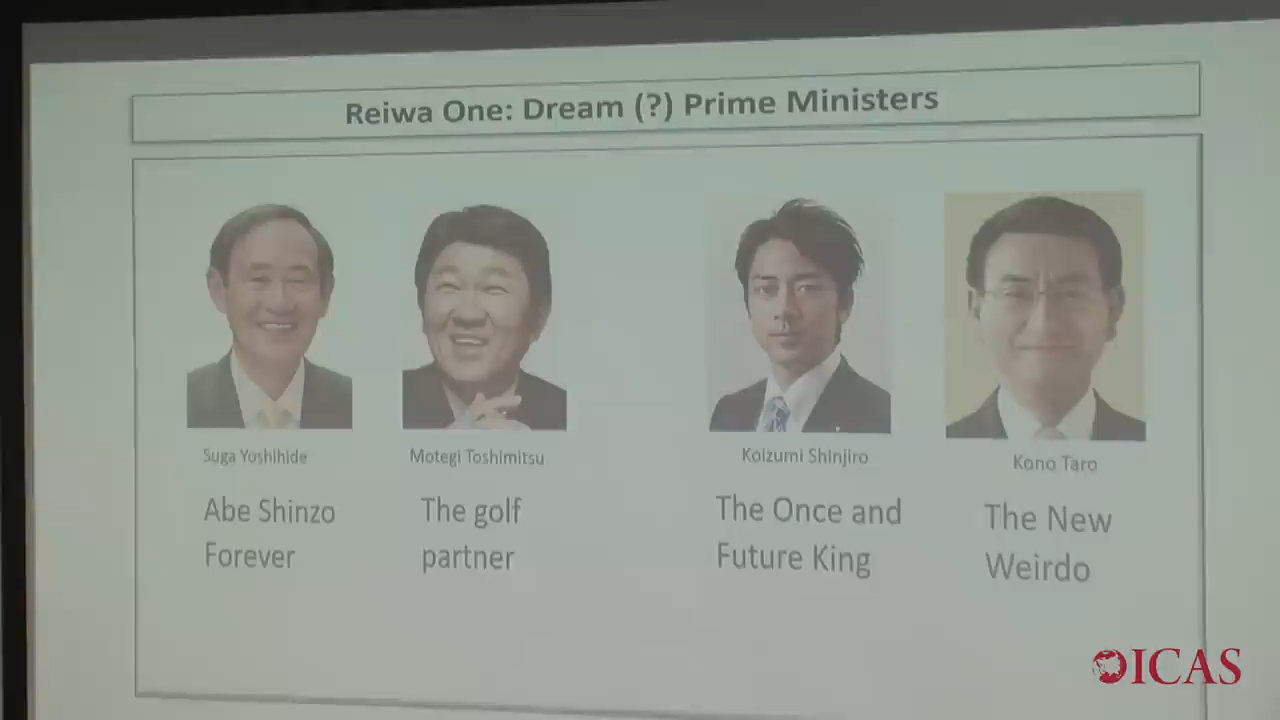 Reiwa One: Dream (?) Prime Ministers
Suga Yoshihide
Abe Shinzo
Forever
Motegi Toshimitsu
The golf
partner
Koizumi Shinjiro
The Once and
Future King
Kono Taro
The New
Weirdo
ICAS